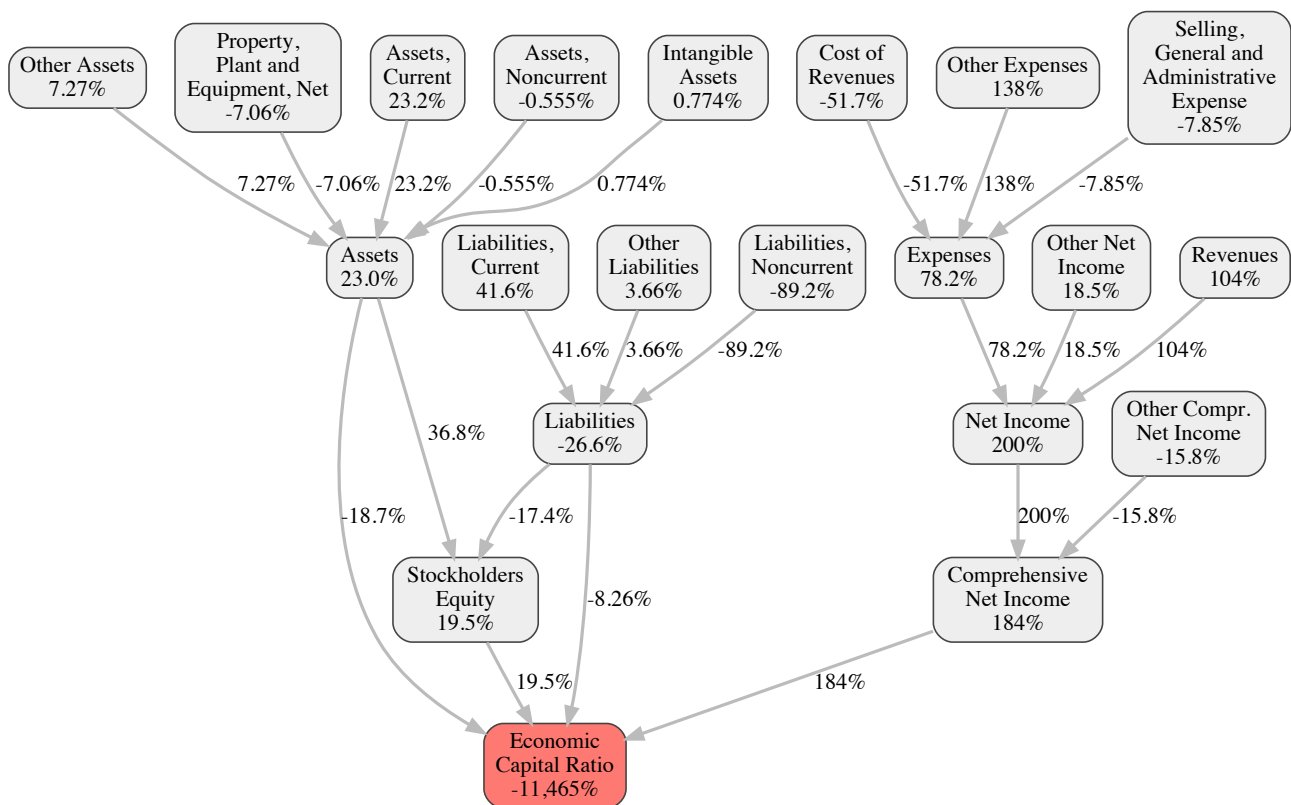 Other Assets
7.27%
Property,
Plant and
Equipment, Net
-7.06%
Assets,
Current
23.2%
Assets,
Noncurrent
-0.555%
Intangible
Assets
0.774%
Cost of
Revenues
-51.7%
Other Expenses
138%
Selling,
General and
Administrative
Expense
-7.85%
7.27%
-7.06%
23.2%
-0.555%
0.774%
-51.7%
138%
-7.85%
Assets
23.0%
Liabilities,
Current
41.6%
Other
Liabilities
3.66%
Liabilities,
Noncurrent
-89.2%
Expenses
78.2%
Other Net
Income
18.5%
Revenues
104%
41.6%
3.66%
-89.2%
78.2%
18.5%
104%
36.8%
Liabilities
-26.6%
Net Income
200%
Other Compr.
Net Income
-15.8%
-18.7%
-17.4%
200%
-15.8%
Stockholders
Equity
19.5%
-8.26%
Comprehensive
Net Income
184%
19.5%
184%
Economic
Capital Ratio
-11,465%